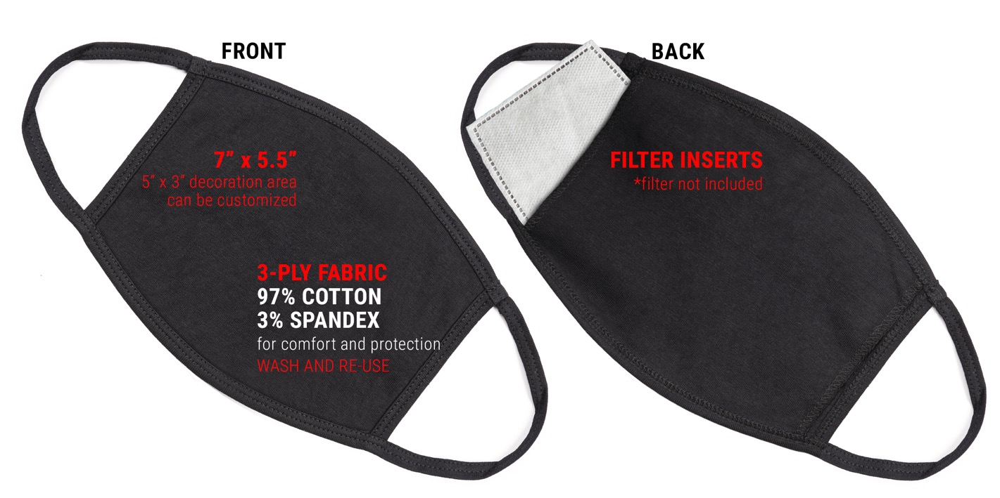 FRONT
7” x 5.5”
5” x 3” decoration area
can be customized
3-PLY FABRIC
97% COTTON
3% SPANDEX
for comfort and protection
WASH AND RE-USE
BACK
FILTER INSERTS
*filter not included